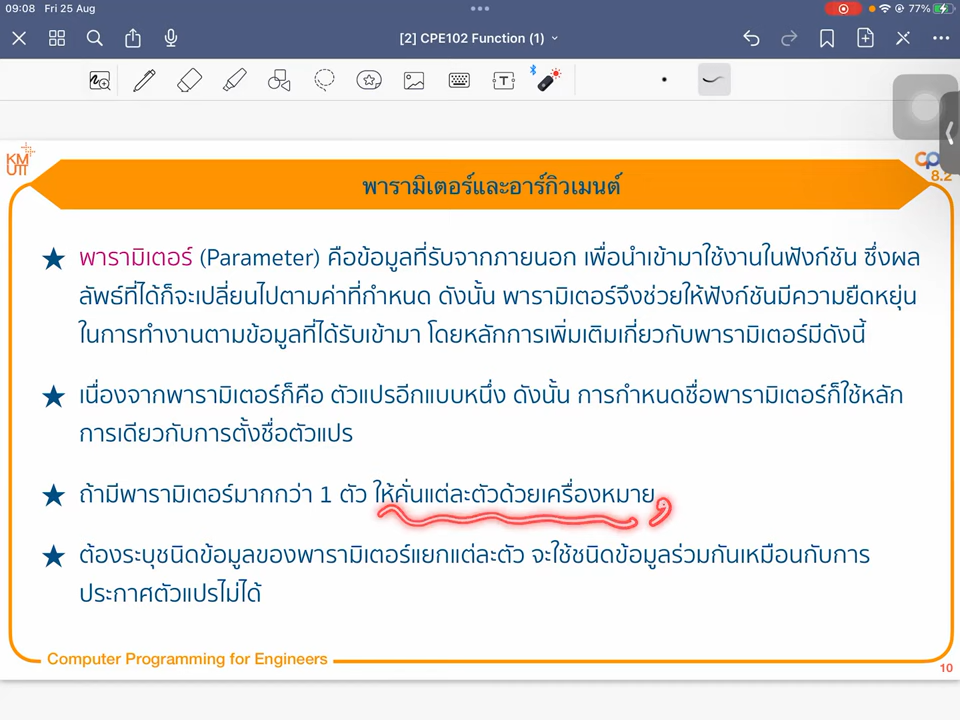 09:08 Fri 25 Aug
77%
[2] CPE102 Function (1)
T
KM
UTT
cp
8.2
พารามิเตอร์และอาร์กิวเมนต์
★ พารามิเตอร์ (Parameter) คือข้อมูลที่รับจากภายนอก เพื่อนำเข้ามาใช้งานในฟังก์ชัน ซึ่งผล
ลัพธ์ที่ได้ก็จะเปลี่ยนไปตามค่าที่กำหนด ดังนั้น พารามิเตอร์จึงช่วยให้ฟังก์ชันมีความยืดหยุ่น
ในการทำงานตามข้อมูลที่ได้รับเข้ามา โดยหลักการเพิ่มเติมเกี่ยวกับพารามิเตอร์มีดังนี้
★ เนื่องจากพารามิเตอร์ก็คือ ตัวแปรอีกแบบหนึ่ง ดังนั้น การกำหนดชื่อพารามิเตอร์ก็ใช้หลัก
การเดียวกับการตั้งชื่อตัวแปร
★ ถ้ามีพารามิเตอร์มากกว่า 1 ตัว ให้คั่นแต่ละตัวด้วยเครื่องหมาย ,
★ ต้องระบุชนิดข้อมูลของพารามิเตอร์แยกแต่ละตัว จะใช้ชนิดข้อมูลร่วมกันเหมือนกับการ
ประกาศตัวแปรไม่ได้
Computer Programming for Engineers
10